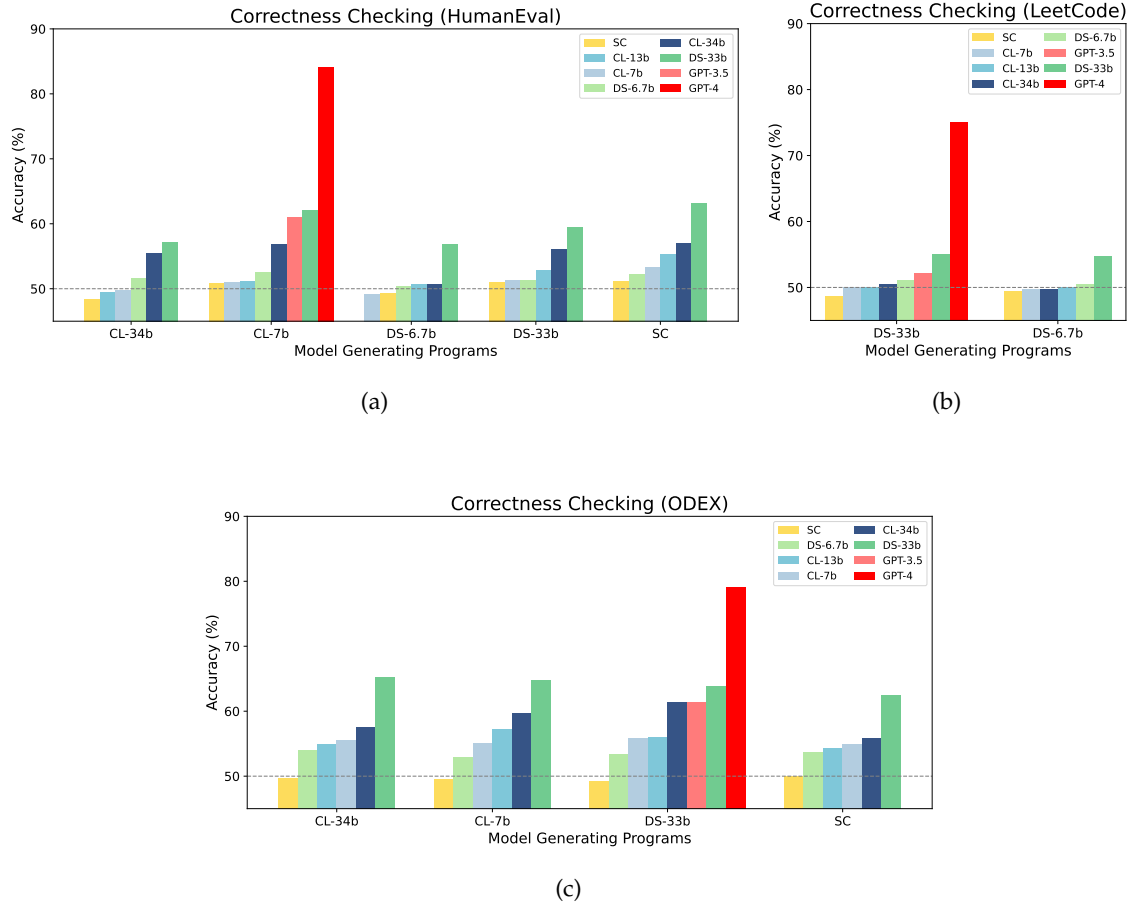 Correctness Checking (HumanEval)
90
80
70
60
50
Accuracy (%)
SC
CL-13b
CL-7b
DS-6.7b
CL-34b
DS-33b
GPT-3.5
GPT-4
CL-34b
CL-7b
DS-6.7b
DS-33b
SC
Model Generating Programs
(a)
Correctness Checking (LeetCode)
90
80
70
60
50
Accuracy (%)
SC
CL-7b
CL-13b
CL-34b
DS-6.7b
GPT-3.5
DS-33b
GPT-4
DS-33b
DS-6.7b
Model Generating Programs
(b)
Correctness Checking (ODEX)
90
80
70
60
50
Accuracy (%)
SC
DS-6.7b
CL-13b
CL-7b
CL-34b
DS-33b
GPT-3.5
GPT-4
CL-34b
CL-7b
DS-33b
SC
Model Generating Programs
(c)